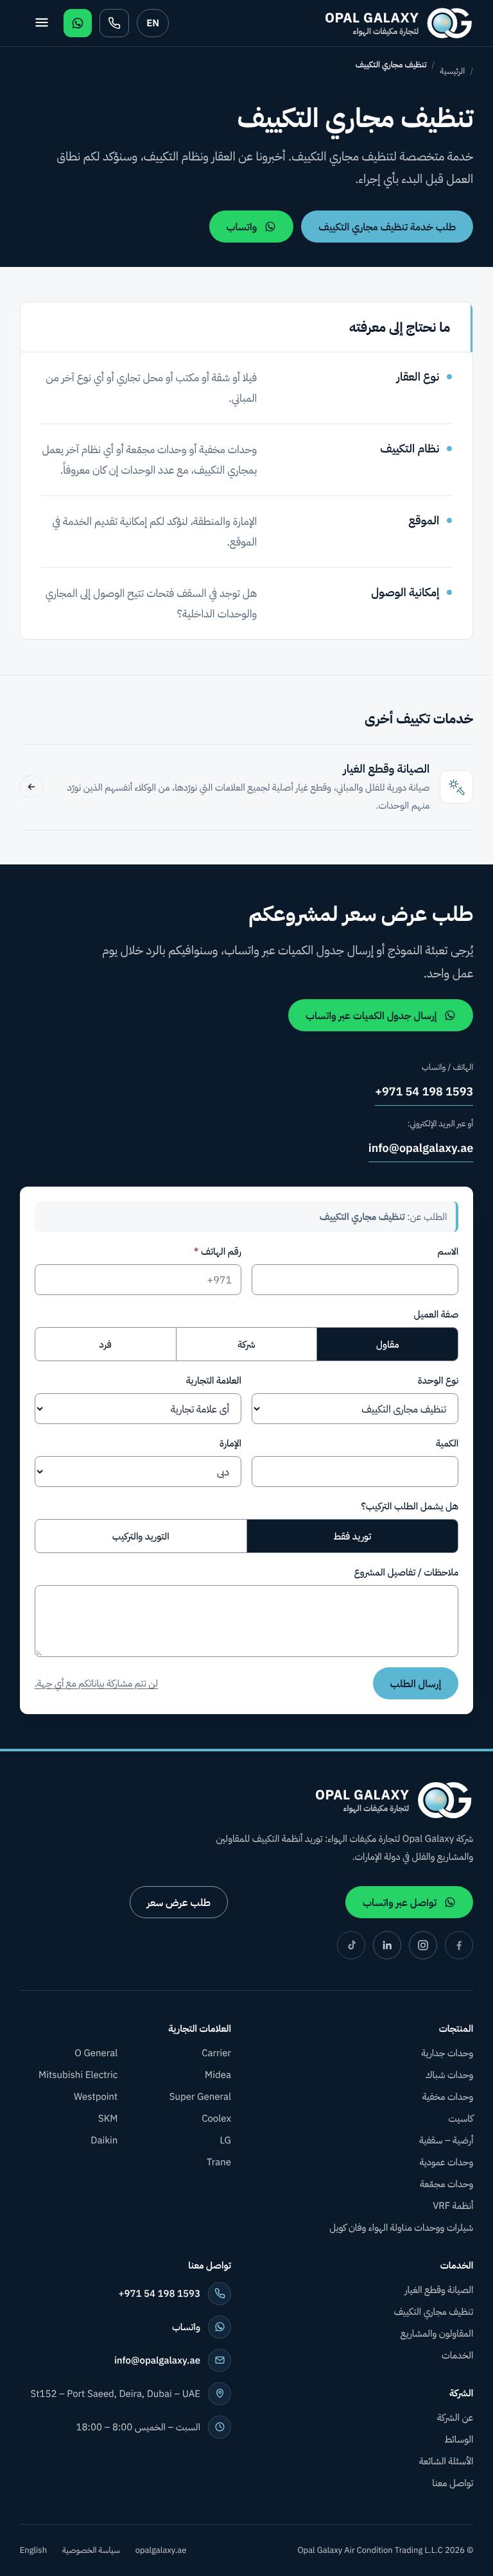 OPAL GALAXY
لتجارة مكيفات الهواء
EN
/ الرئيسية / تنظيف مجاري التكييف
تنظيف مجاري التكييف
خدمة متخصصة لتنظيف مجاري التكييف. أخبرونا عن العقار ونظام التكييف، وسنؤكد لكم نطاق
العمل قبل البدء بأي إجراء.
طلب خدمة تنظيف مجاري التكييف
واتساب
ما نحتاج إلى معرفته
نوع العقار
فيلا أو شقة أو مكتب أو محل تجاري أو أي نوع آخر من
المباني.
نظام التكييف
وحدات مخفية أو وحدات مجمّعة أو أي نظام آخر يعمل
بمجاري التكييف، مع عدد الوحدات إن كان معروفاً.
الموقع
الإمارة والمنطقة، لنؤكد لكم إمكانية تقديم الخدمة في
الموقع.
إمكانية الوصول
هل توجد في السقف فتحات تتيح الوصول إلى المجاري
والوحدات الداخلية؟
خدمات تكييف أخرى
الصيانة وقطع الغيار
صيانة دورية للفلل والمباني، وقطع غيار أصلية لجميع العلامات التي نورّدها، من الوكلاء أنفسهم الذين نورّد
منهم الوحدات.
طلب عرض سعر لمشروعكم
يُرجى تعبئة النموذج أو إرسال جدول الكميات عبر واتساب، وسنوافيكم بالرد خلال يوم
عمل واحد.
إرسال جدول الكميات عبر واتساب
الهاتف / واتساب
+971 54 198 1593
أو عبر البريد الإلكتروني:
info@opalgalaxy.ae
الطلب عن: تنظيف مجاري التكييف
الاسم
رقم الهاتف *
+971
صفة العميل
مقاول
شركة
فرد
نوع الوحدة
العلامة التجارية
تنظيف مجاري التكييف
أي علامة تجارية
الكمية
الإمارة
دبي
هل يشمل الطلب التركيب؟
توريد فقط
التوريد والتركيب
ملاحظات / تفاصيل المشروع
إرسال الطلب
لن تتم مشاركة بياناتكم مع أي جهة.
OPAL GALAXY
لتجارة مكيفات الهواء
شركة Opal Galaxy لتجارة مكيفات الهواء: توريد أنظمة التكييف للمقاولين
والمشاريع والفلل في دولة الإمارات.
تواصل عبر واتساب
طلب عرض سعر
المنتجات
وحدات جدارية
وحدات شباك
وحدات مخفية
كاسيت
أرضية – سقفية
وحدات عمودية
وحدات مجمّعة
أنظمة VRF
شيلرات ووحدات مناولة الهواء وفان كويل
العلامات التجارية
Carrier
O General
Midea
Mitsubishi Electric
Super General
Westpoint
Coolex
SKM
LG
Daikin
Trane
الخدمات
الصيانة وقطع الغيار
تنظيف مجاري التكييف
المقاولون والمشاريع
الخدمات
الشركة
عن الشركة
الوسائط
الأسئلة الشائعة
تواصل معنا
تواصل معنا
+971 54 198 1593
واتساب
info@opalgalaxy.ae
St152 – Port Saeed, Deira, Dubai – UAE
السبت – الخميس 8:00 – 18:00
© 2026 Opal Galaxy Air Condition Trading L.L.C
opalgalaxy.ae
سياسة الخصوصية
English